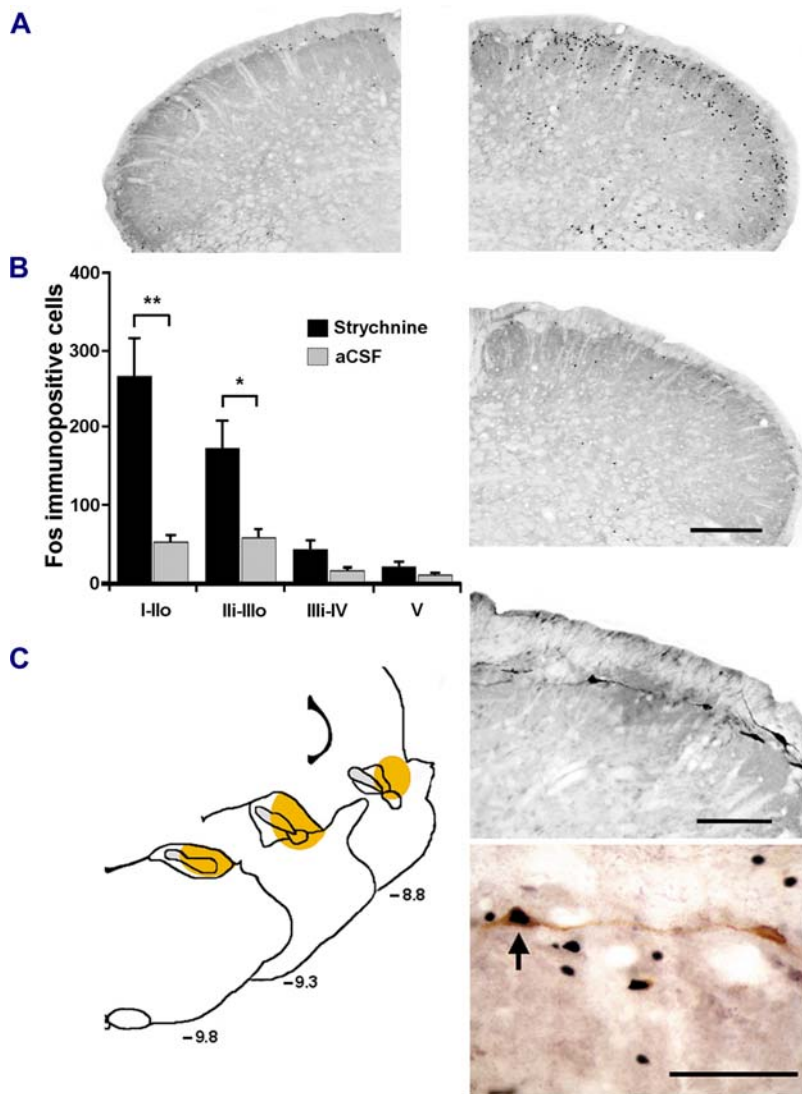 A
B
Fos immunopositive cells
400
300
200
100
0
**
*
Strychnine
aCSF
I-IIo
IIi-IIIo
IIIi-IV
V
C
-8.8
-9.3
-9.8